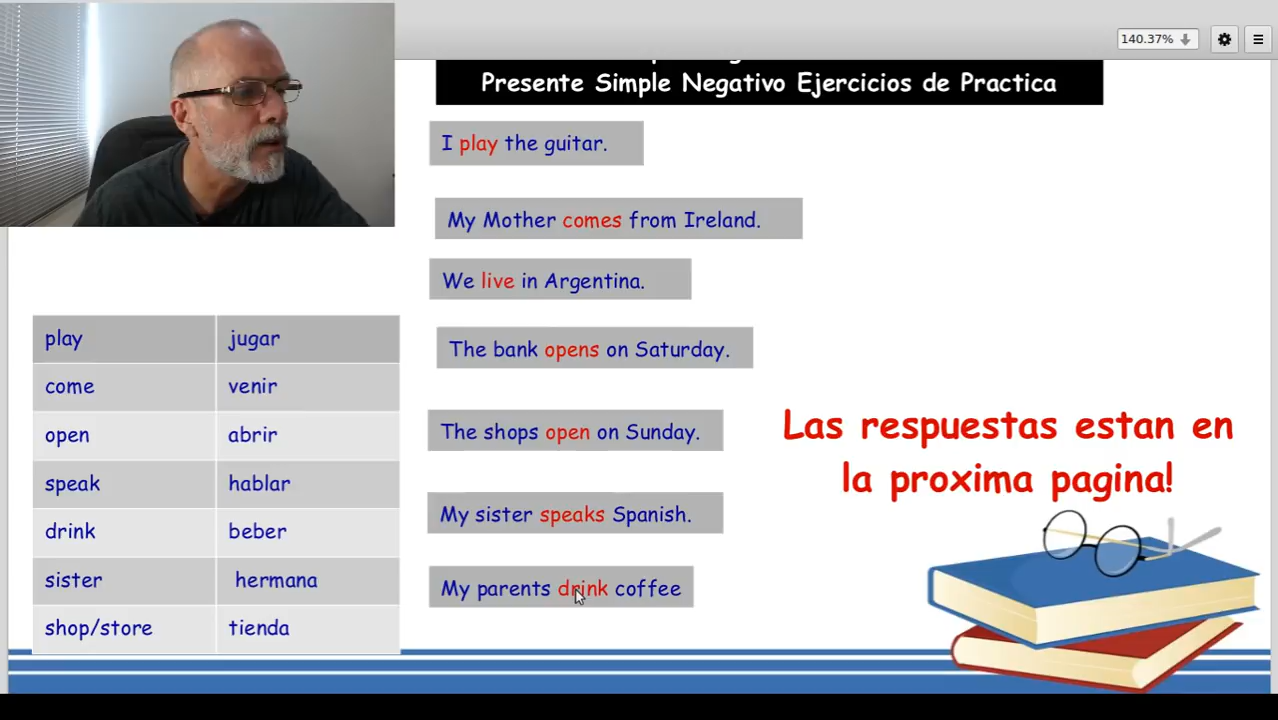 140.37%
Presente Simple Negativo Ejercicios de Practica
I play the guitar.
My Mother comes from Ireland.
We live in Argentina.
The bank opens on Saturday.
The shops open on Sunday.
My sister speaks Spanish.
My parents drink coffee
play jugar
come venir
open abrir
speak hablar
drink beber
sister hermana
shop/store tienda
Las respuestas estan en
la proxima pagina!